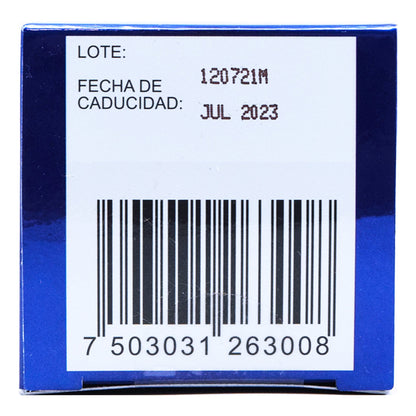 LOTE:
120721M
FECHA DE
CADUCIDAD:
JUL 2023
7 503031 263008